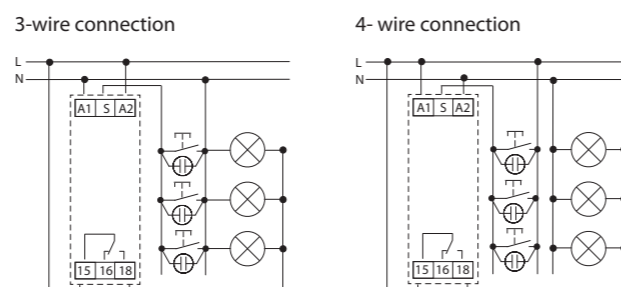 3-wire connection
4- wire connection
L
N
A1 S A2
15 16 18
L
N
A1 S A2
15 16 18